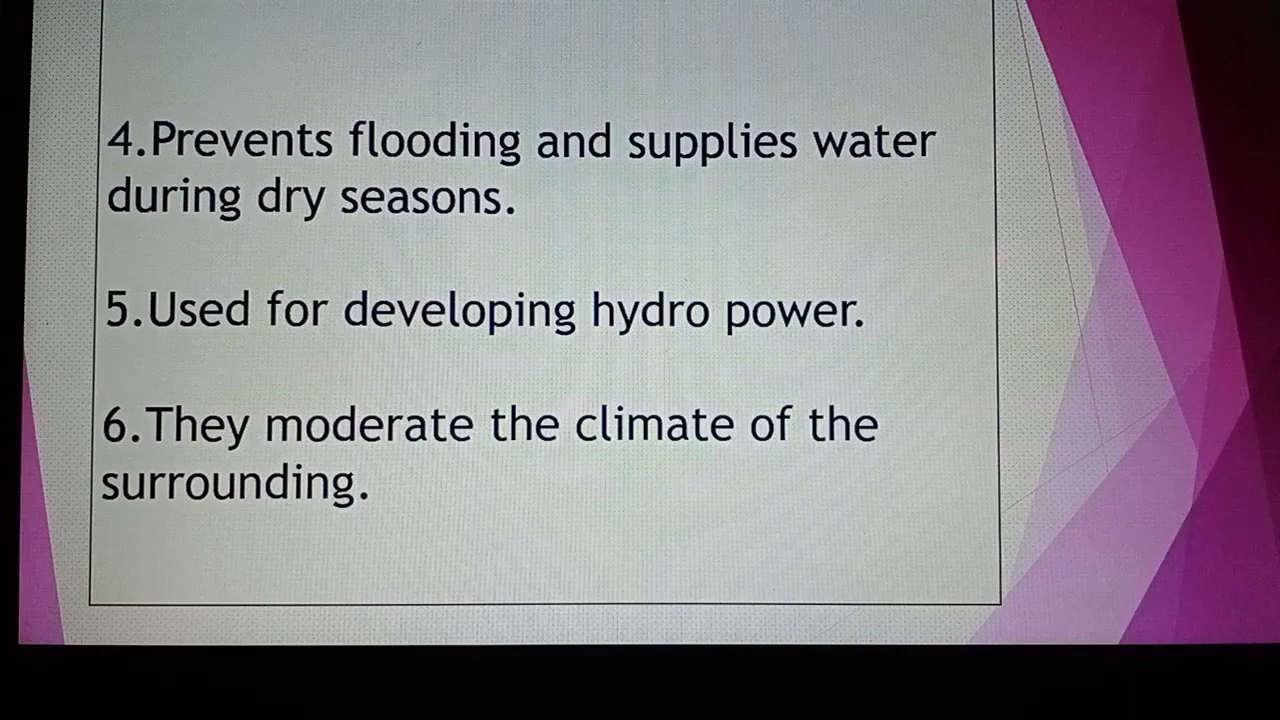 4.Prevents flooding and supplies water
during dry seasons.
5.Used for developing hydro power.
6.They moderate the climate of the
surrounding.